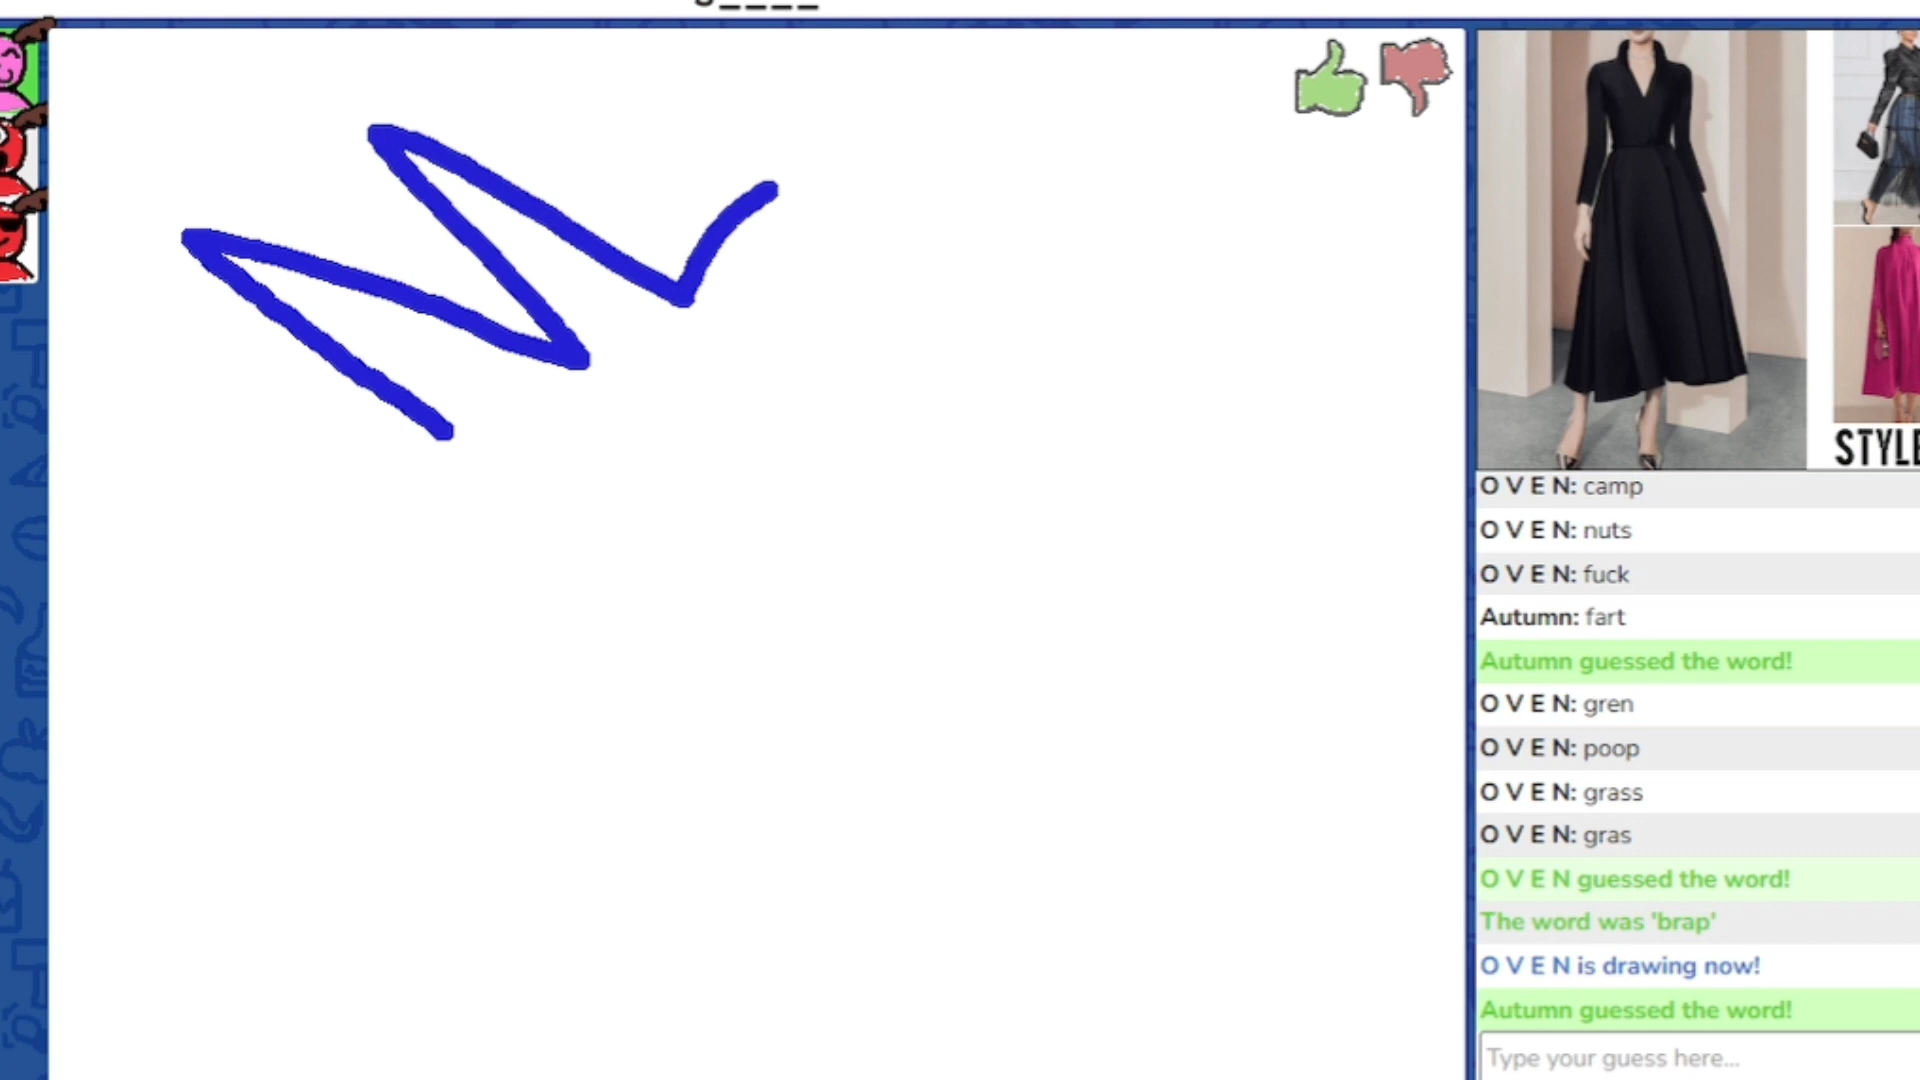 g____
STYLE
O V E N: camp
O V E N: nuts
O V E N: fuck
Autumn: fart
Autumn guessed the word!
O V E N: gren
O V E N: poop
O V E N: grass
O V E N: gras
O V E N guessed the word!
The word was 'brap'
O V E N is drawing now!
Autumn guessed the word!
Type your guess here...